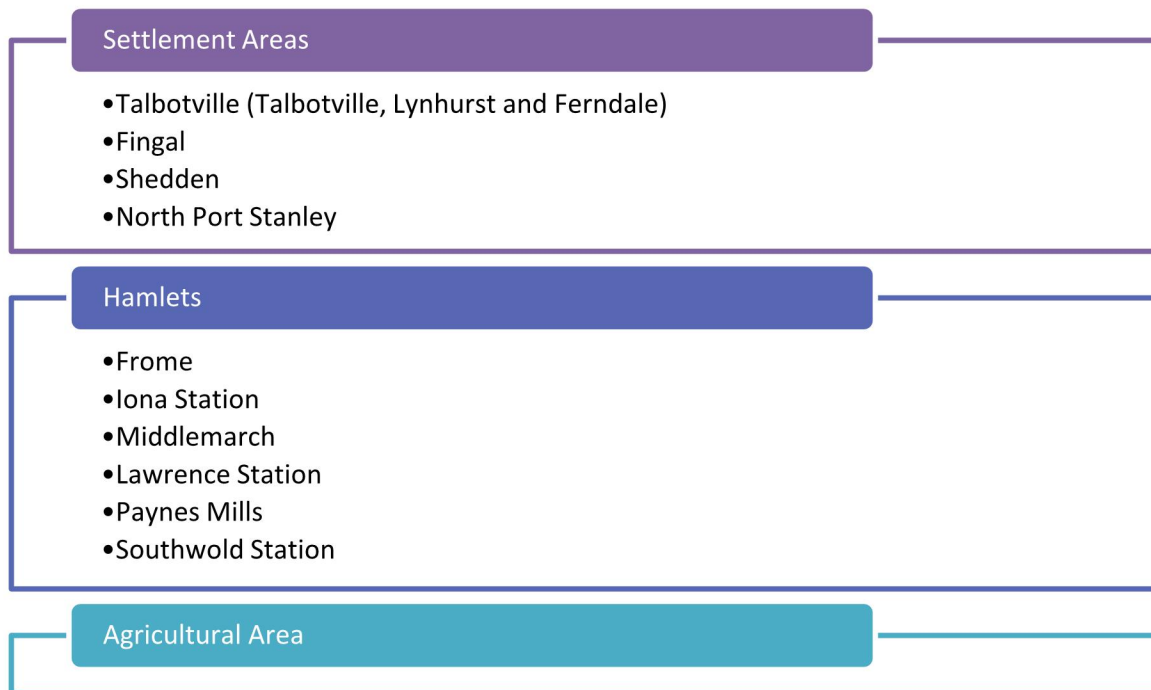 Settlement Areas
•Talbotville (Talbotville, Lynhurst and Ferndale)
•Fingal
•Shedden
•North Port Stanley
Hamlets
•Frome
•Iona Station
•Middlemarch
•Lawrence Station
•Paynes Mills
•Southwold Station
Agricultural Area